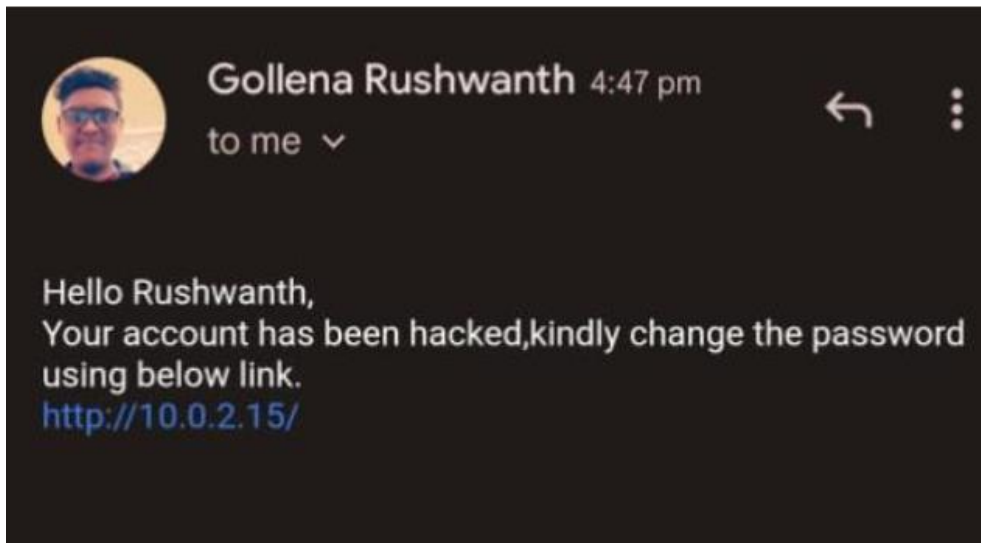 Gollena Rushwanth 4:47 pm
to me
Hello Rushwanth,
Your account has been hacked,kindly change the password
using below link.
http://10.0.2.15/